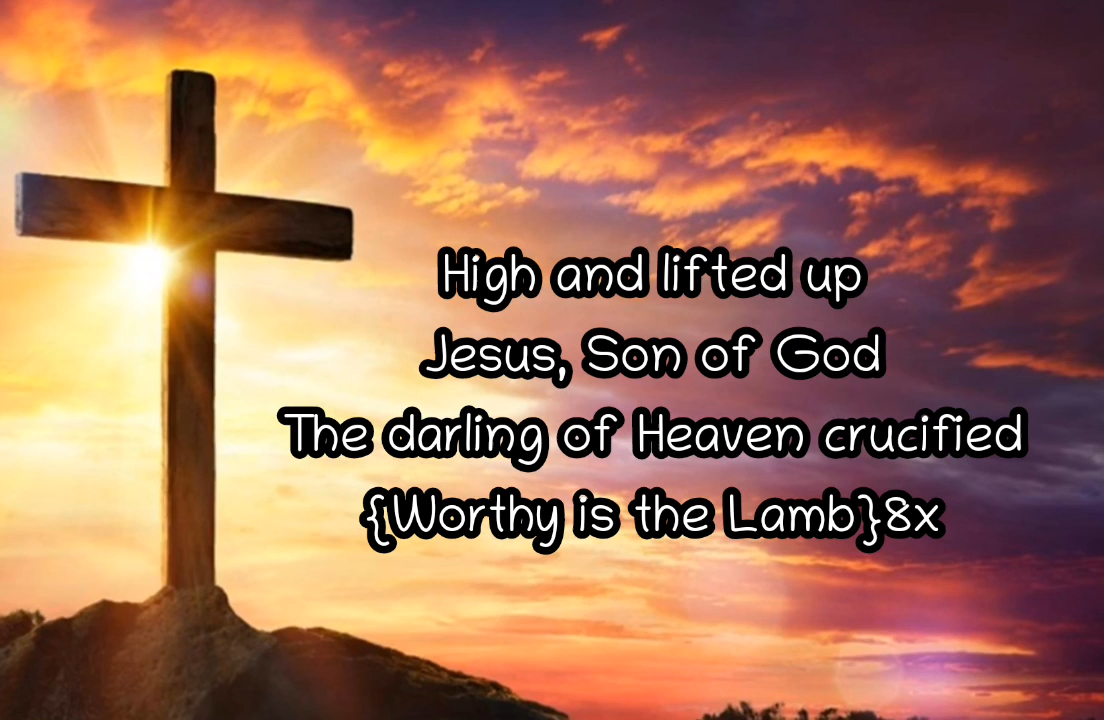 High and lifted up
Jesus, Son of God
The darling of Heaven crucified
{Worthy is the Lamb}8x